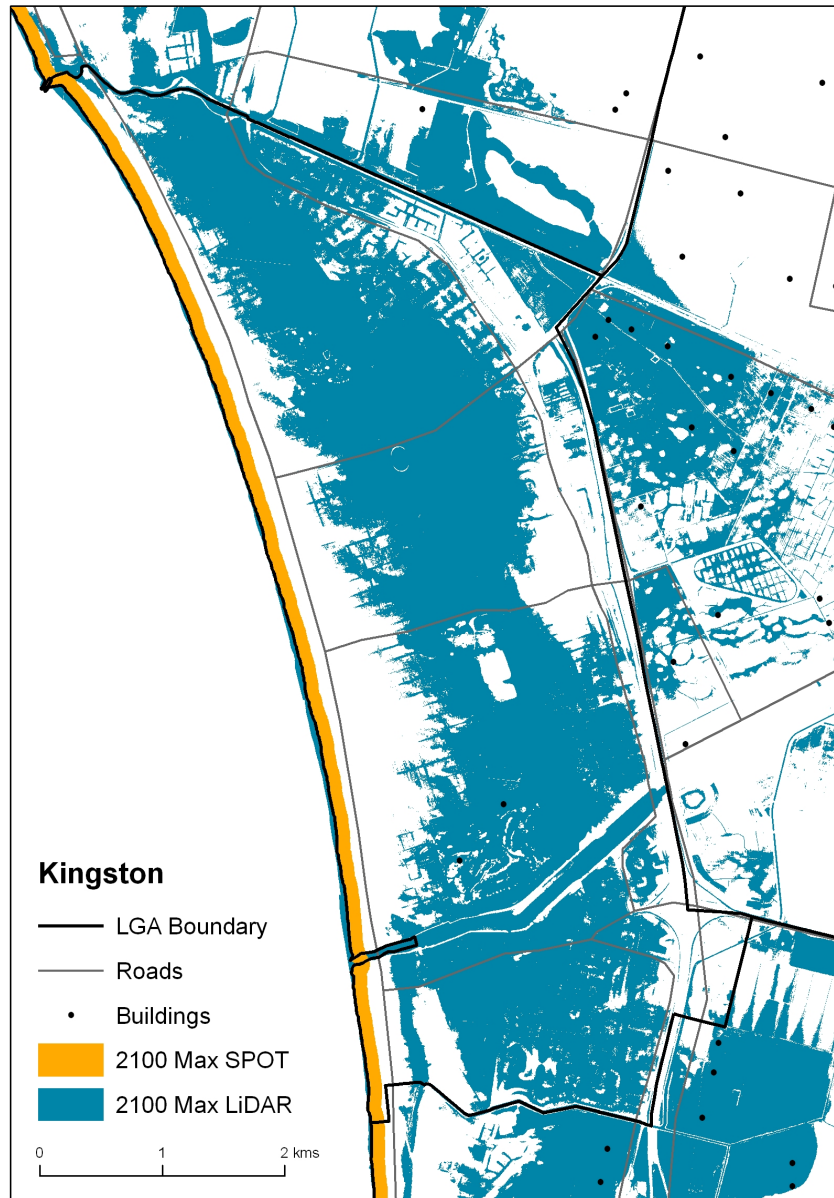 Kingston
LGA Boundary
Roads
Buildings
2100 Max SPOT
2100 Max LiDAR
0 1 2 kms